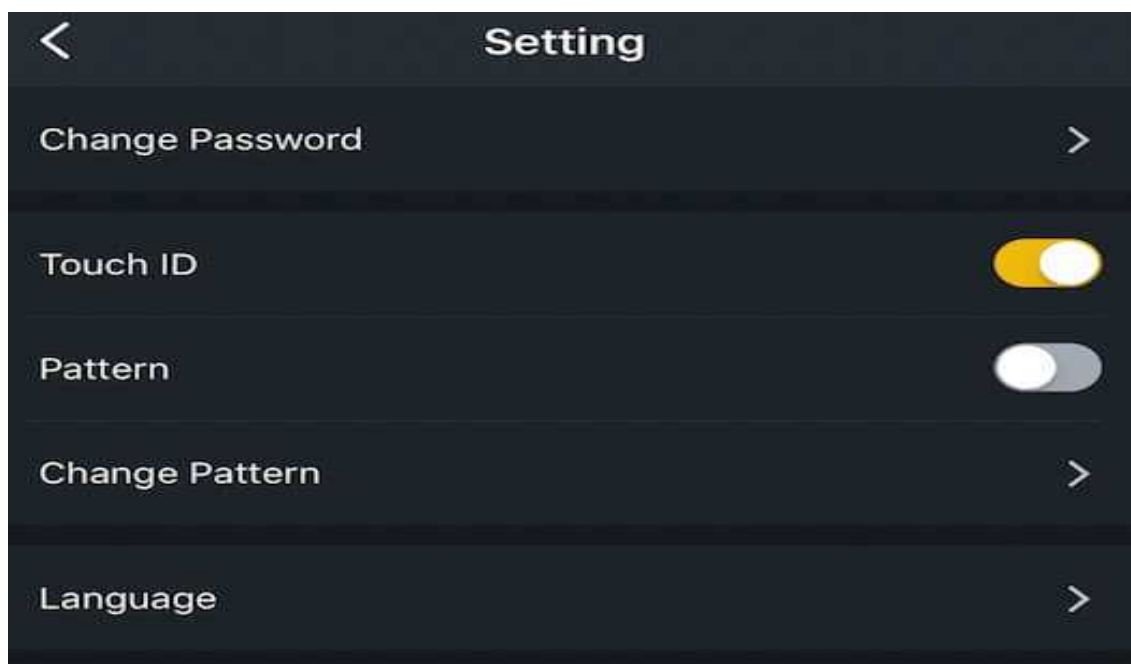 Setting
Change Password
Touch ID
Pattern
Change Pattern
Language